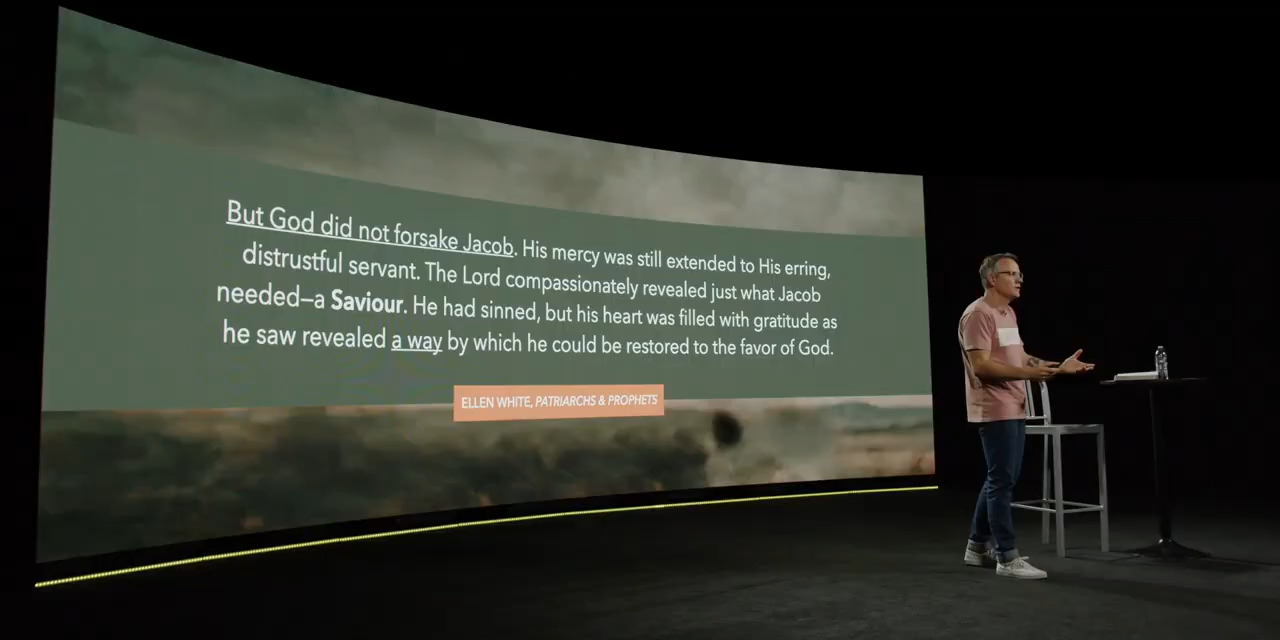 But God did not forsake Jacob. His mercy was still extended to His erring,
distrustful servant. The Lord compassionately revealed just what Jacob
needed—a Saviour. He had sinned, but his heart was filled with gratitude as
he saw revealed a way by which he could be restored to the favor of God.
ELLEN WHITE, PATRIARCHS & PROPHETS